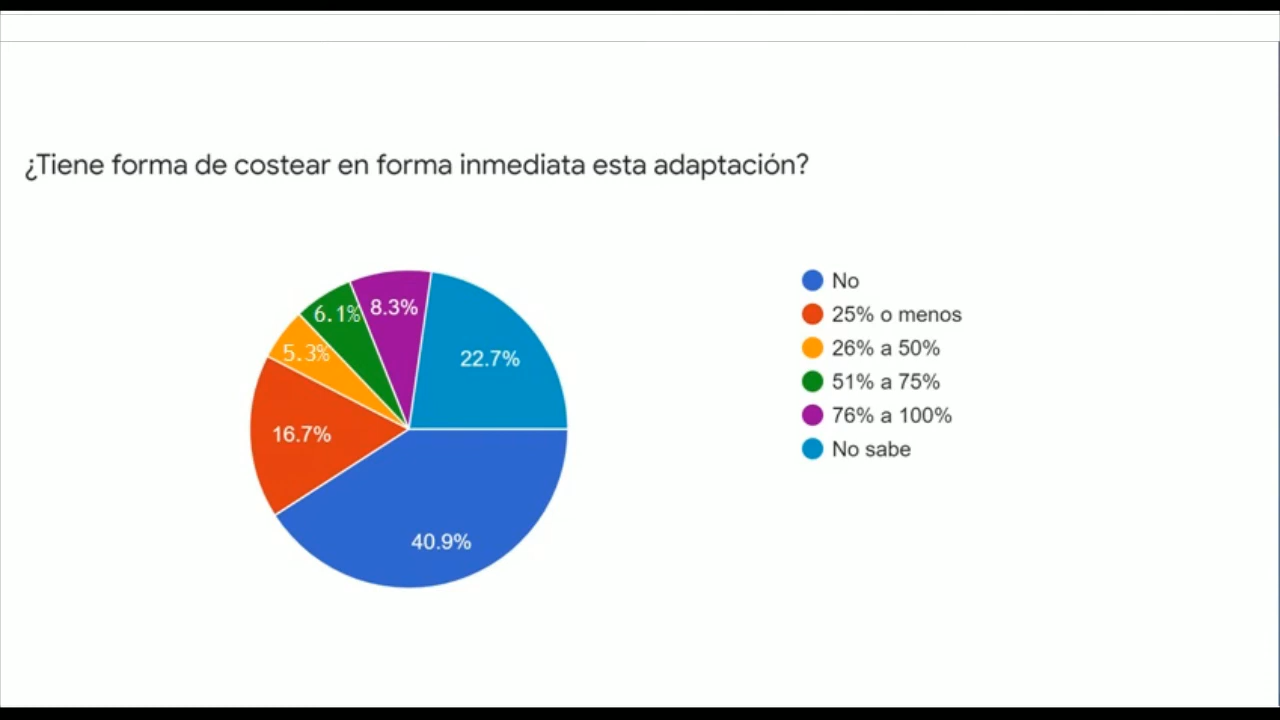 ¿Tiene forma de costear en forma inmediata esta adaptación?
6.1%
8.3%
5.3%
22.7%
16.7%
40.9%
No
25% o menos
26% a 50%
51% a 75%
76% a 100%
No sabe